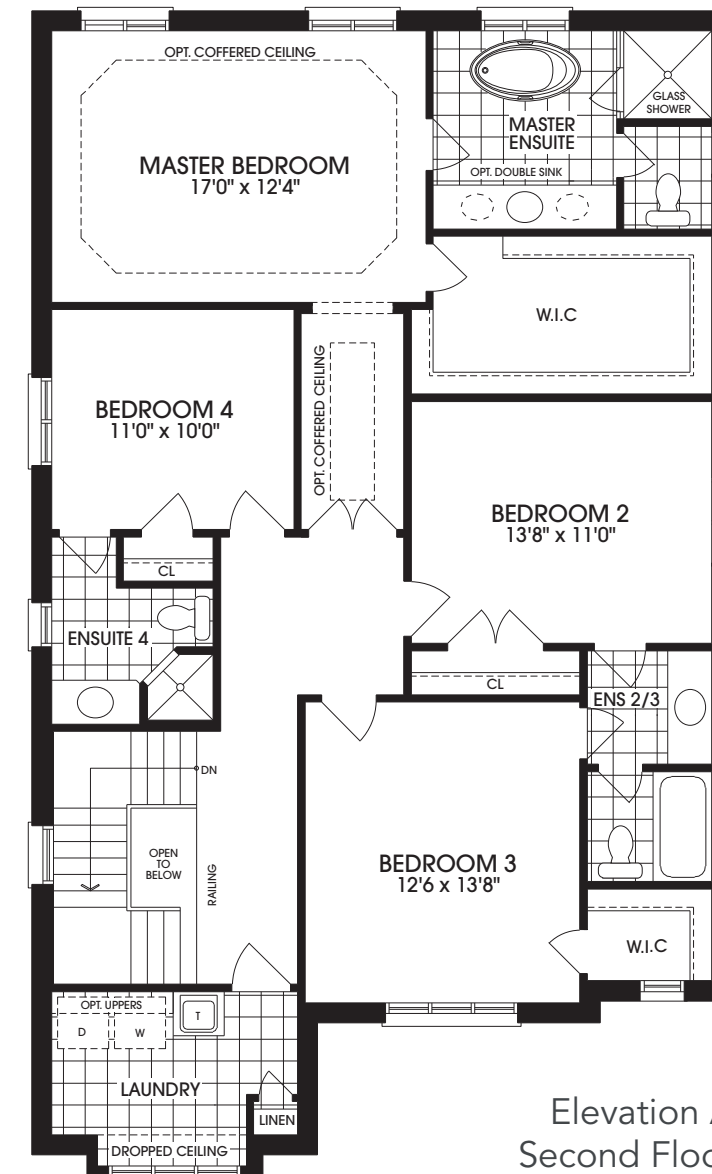 OPT. COFFERED CEILING
MASTER BEDROOM
17'0" x 12'4"
GLASS
SHOWER
MASTER
ENSUITE
OPT. DOUBLE SINK
W.I.C
OPT. COFFERED CEILING
BEDROOM 4
11'0" x 10'0"
BEDROOM 2
13'8" x 11'0"
CL
ENSUITE 4
CL
ENS 2/3
DN
OPEN
TO
BELOW
RAILING
BEDROOM 3
12'6 x 13'8"
W.I.C
OPT. UPPERS
D
W
T
LAUNDRY
LINEN
DROPPED CEILING
Elevation
Second